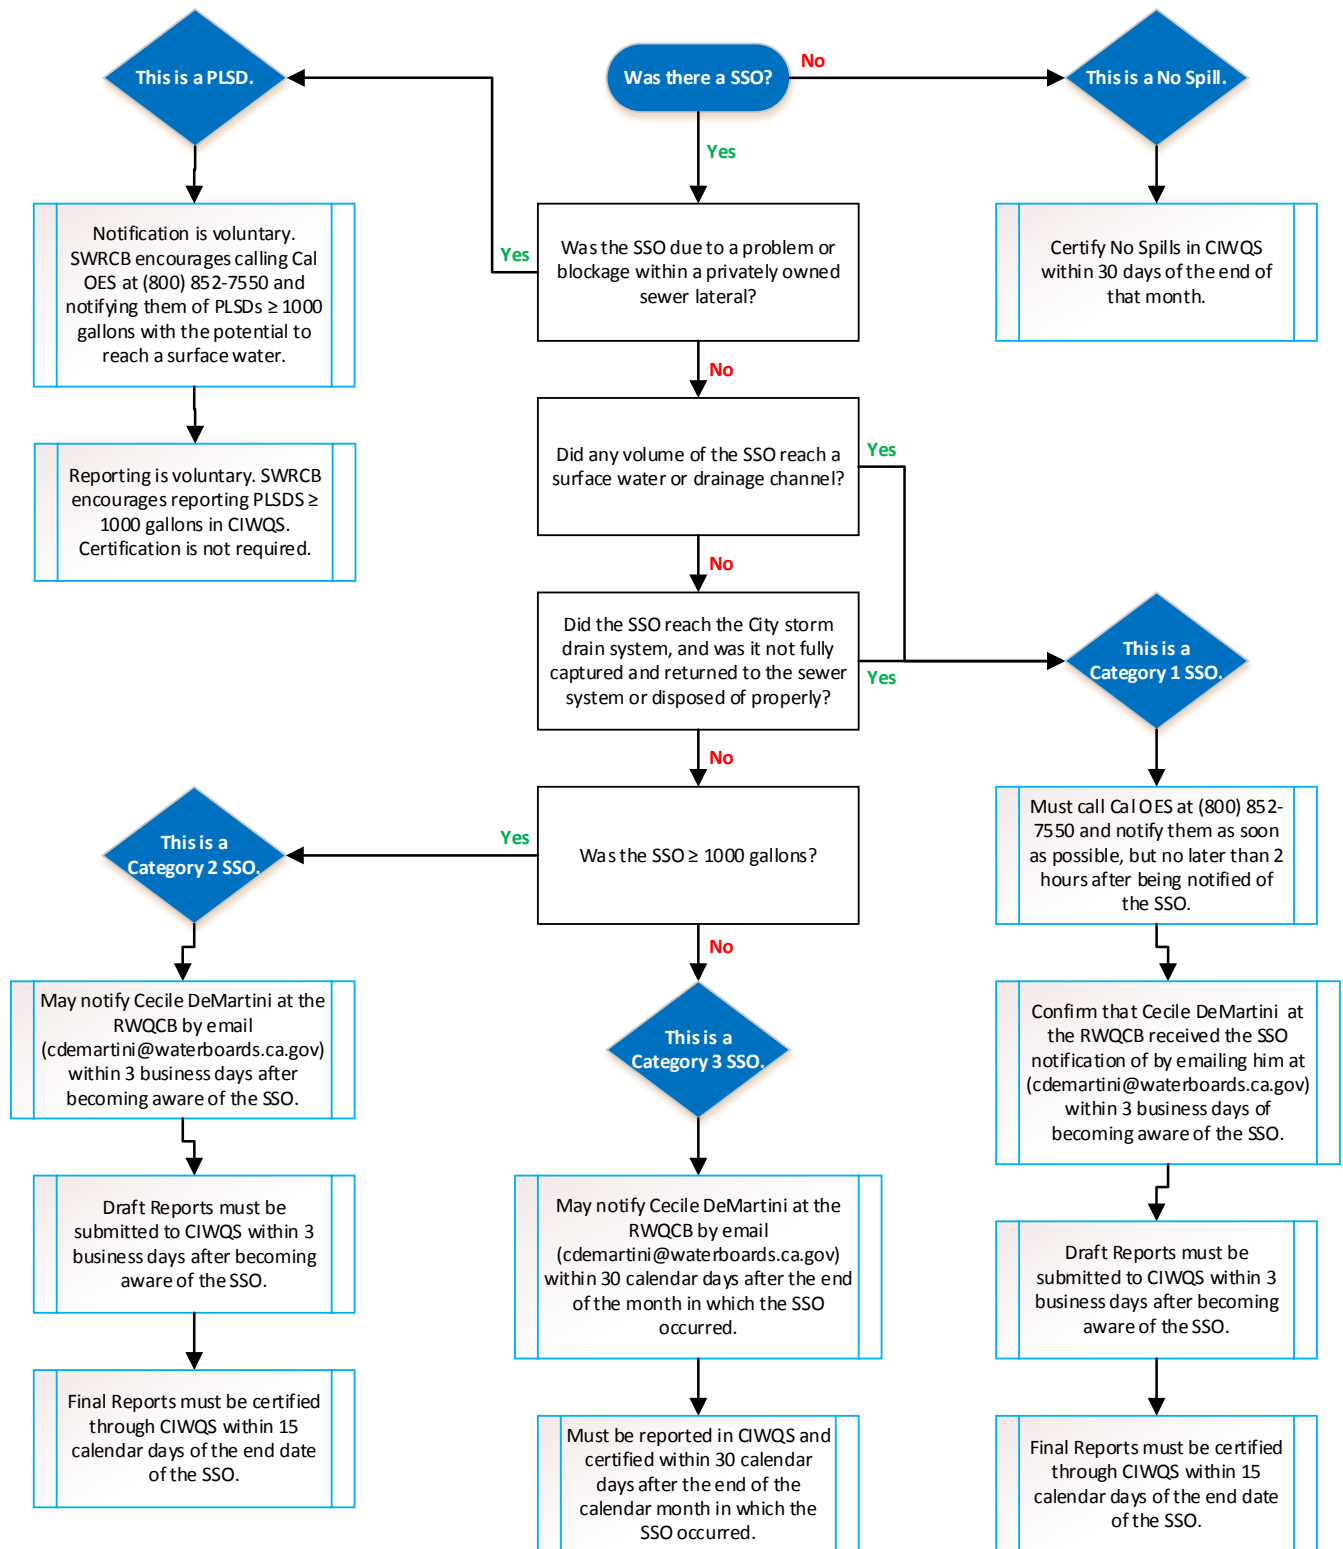 This is a PLSD.
Was there a SSO?
No
This is a No Spill.
Yes
Notification is voluntary.
SWRCB encourages calling Cal
OES at (800) 852-7550 and
notifying them of PLSDs ≥ 1000
gallons with the potential to
reach a surface water.
Yes
Was the SSO due to a problem or
blockage within a privately owned
sewer lateral?
Certify No Spills in CIWQS
within 30 days of the end of
that month.
No
Reporting is voluntary. SWRCB
encourages reporting PLSDS ≥
1000 gallons in CIWQS.
Certification is not required.
Did any volume of the SSO reach a
surface water or drainage channel?
Yes
No
Did the SSO reach the City storm
drain system, and was it not fully
captured and returned to the sewer
system or disposed of properly?
Yes
This is a
Category 1 SSO.
No
This is a
Category 2 SSO.
Yes
Was the SSO ≥ 1000 gallons?
Must call Cal OES at (800) 852-
7550 and notify them as soon
as possible, but no later than 2
hours after being notified of
the SSO.
No
May notify Cecile DeMartini at the
RWQCB by email
(cdemartini@waterboards.ca.gov)
within 3 business days after
becoming aware of the SSO.
This is a
Category 3 SSO.
Confirm that Cecile DeMartini at
the RWQCB received the SSO
notification of by emailing him at
(cdemartini@waterboards.ca.gov)
within 3 business days of
becoming aware of the SSO.
Draft Reports must be
submitted to CIWQS within 3
business days after becoming
aware of the SSO.
May notify Cecile DeMartini at the
RWQCB by email
(cdemartini@waterboards.ca.gov)
within 30 calendar days after the end
of the month in which the SSO
occurred.
Draft Reports must be
submitted to CIWQS within 3
business days after becoming
aware of the SSO.
Final Reports must be certified
through CIWQS within 15
calendar days of the end date
of the SSO.
Must be reported in CIWQS and
certified within 30 calendar
days after the end of the
calendar month in which the
SSO occurred.
Final Reports must be certified
through CIWQS within 15
calendar days of the end date
of the SSO.